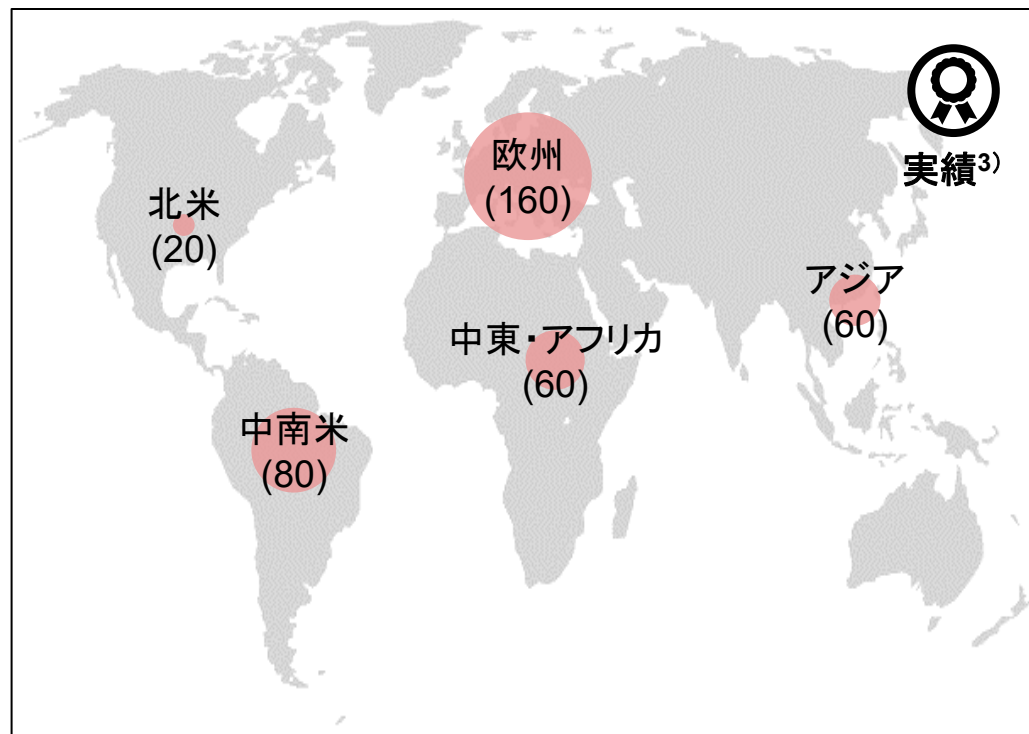 欧州
(160)
実績3)
北米
(20)
アジア
(60)
中東・アフリカ
(60)
中南米
(80)